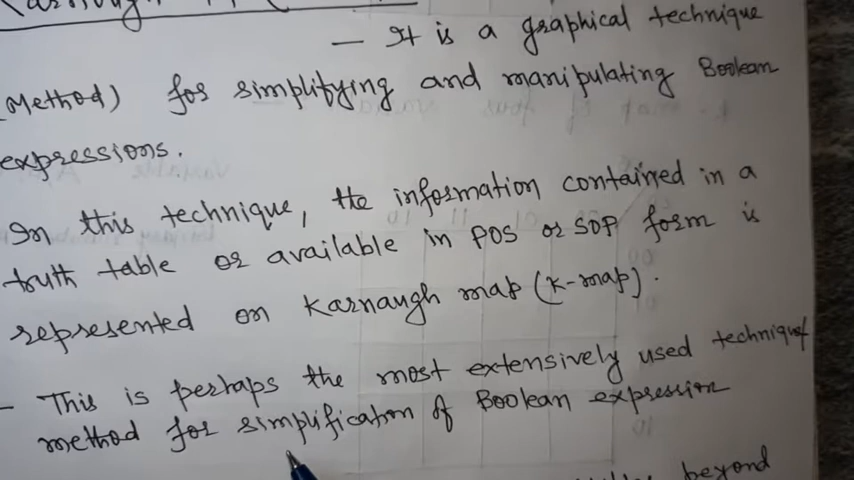 Karnaugh
— It is a graphical technique
(Method) for simplifying and manipulating Boolean
expressions.
In this technique, the information contained in a
truth table or available in POS or SOP form is
represented on Karnaugh map (K-map).
- This is perhaps the most extensively used technique/
method for simplification of Boolean expression
beyond